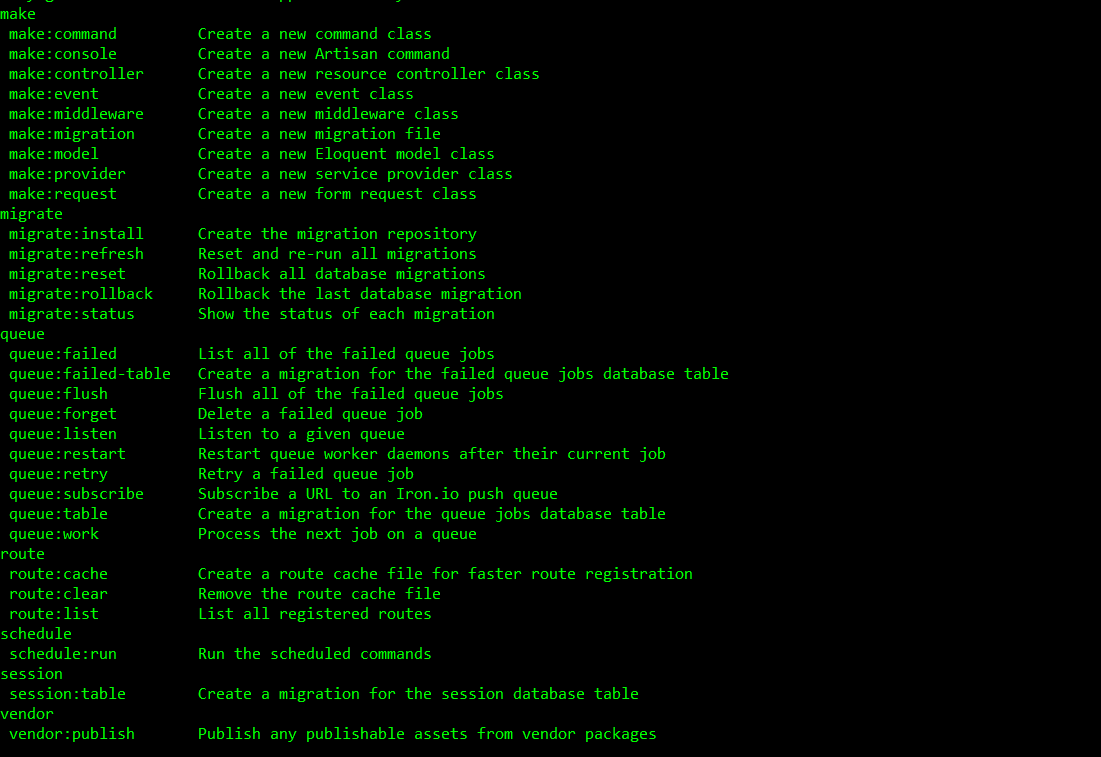 make
 make:command         Create a new command class
 make:console         Create a new Artisan command
 make:controller      Create a new resource controller class
 make:event           Create a new event class
 make:middleware      Create a new middleware class
 make:migration       Create a new migration file
 make:model           Create a new Eloquent model class
 make:provider        Create a new service provider class
 make:request         Create a new form request class
migrate
 migrate:install      Create the migration repository
 migrate:refresh      Reset and re-run all migrations
 migrate:reset        Rollback all database migrations
 migrate:rollback     Rollback the last database migration
 migrate:status       Show the status of each migration
queue
 queue:failed         List all of the failed queue jobs
 queue:failed-table   Create a migration for the failed queue jobs database table
 queue:flush          Flush all of the failed queue jobs
 queue:forget         Delete a failed queue job
 queue:listen         Listen to a given queue
 queue:restart        Restart queue worker daemons after their current job
 queue:retry          Retry a failed queue job
 queue:subscribe      Subscribe a URL to an Iron.io push queue
 queue:table          Create a migration for the queue jobs database table
 queue:work           Process the next job on a queue
route
 route:cache          Create a route cache file for faster route registration
 route:clear          Remove the route cache file
 route:list           List all registered routes
schedule
 schedule:run         Run the scheduled commands
session
 session:table        Create a migration for the session database table
vendor
 vendor:publish       Publish any publishable assets from vendor packages